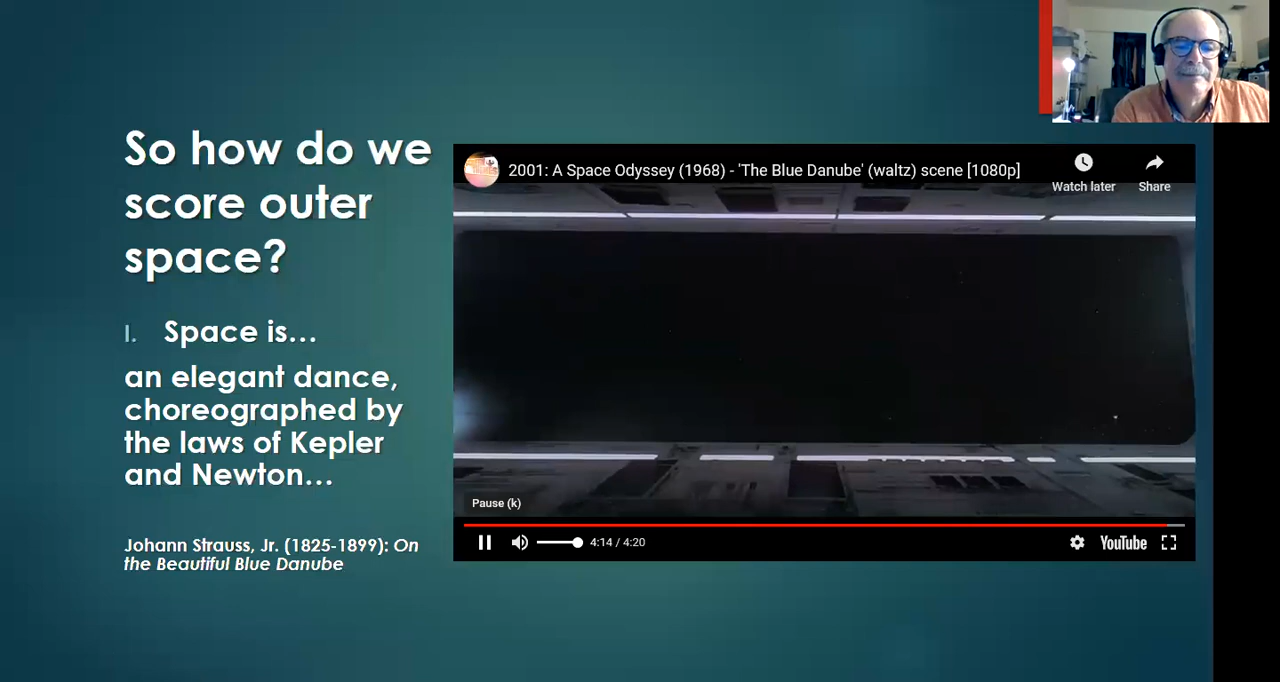 So how do we
score outer
space?
I. Space is...
an elegant dance,
choreographed by
the laws of Kepler
and Newton...
Johann Strauss, Jr. (1825-1899): On
the Beautiful Blue Danube
2001: A Space Odyssey (1968) - 'The Blue Danube' (waltz) scene [1080p]
Watch later
Share
Pause (k)
4:14 / 4:20
YouTube